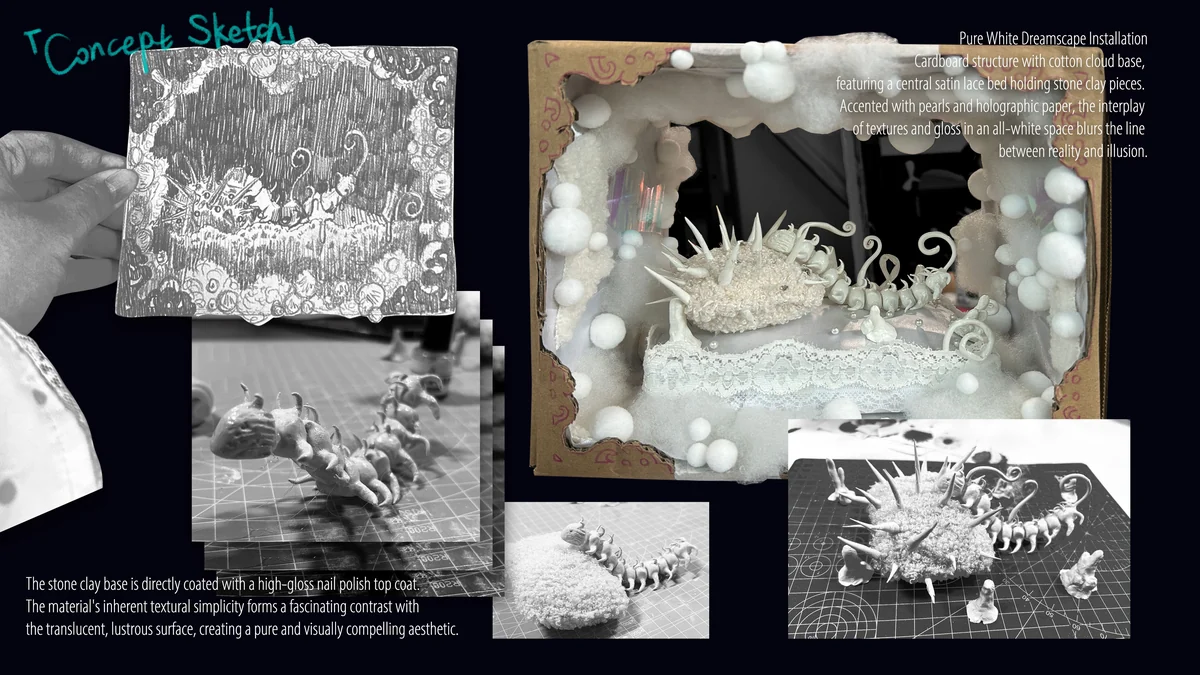 Concept Sketch
Pure White Dreamscape Installation
Cardboard structure with cotton cloud base,
featuring a central satin lace bed holding stone clay pieces.
Accented with pearls and holographic paper, the interplay
of textures and gloss in an all-white space blurs the line
between reality and illusion.
The stone clay base is directly coated with a high-gloss nail polish top coat.
The material's inherent textural simplicity forms a fascinating contrast with
the translucent, lustrous surface, creating a pure and visually compelling aesthetic.